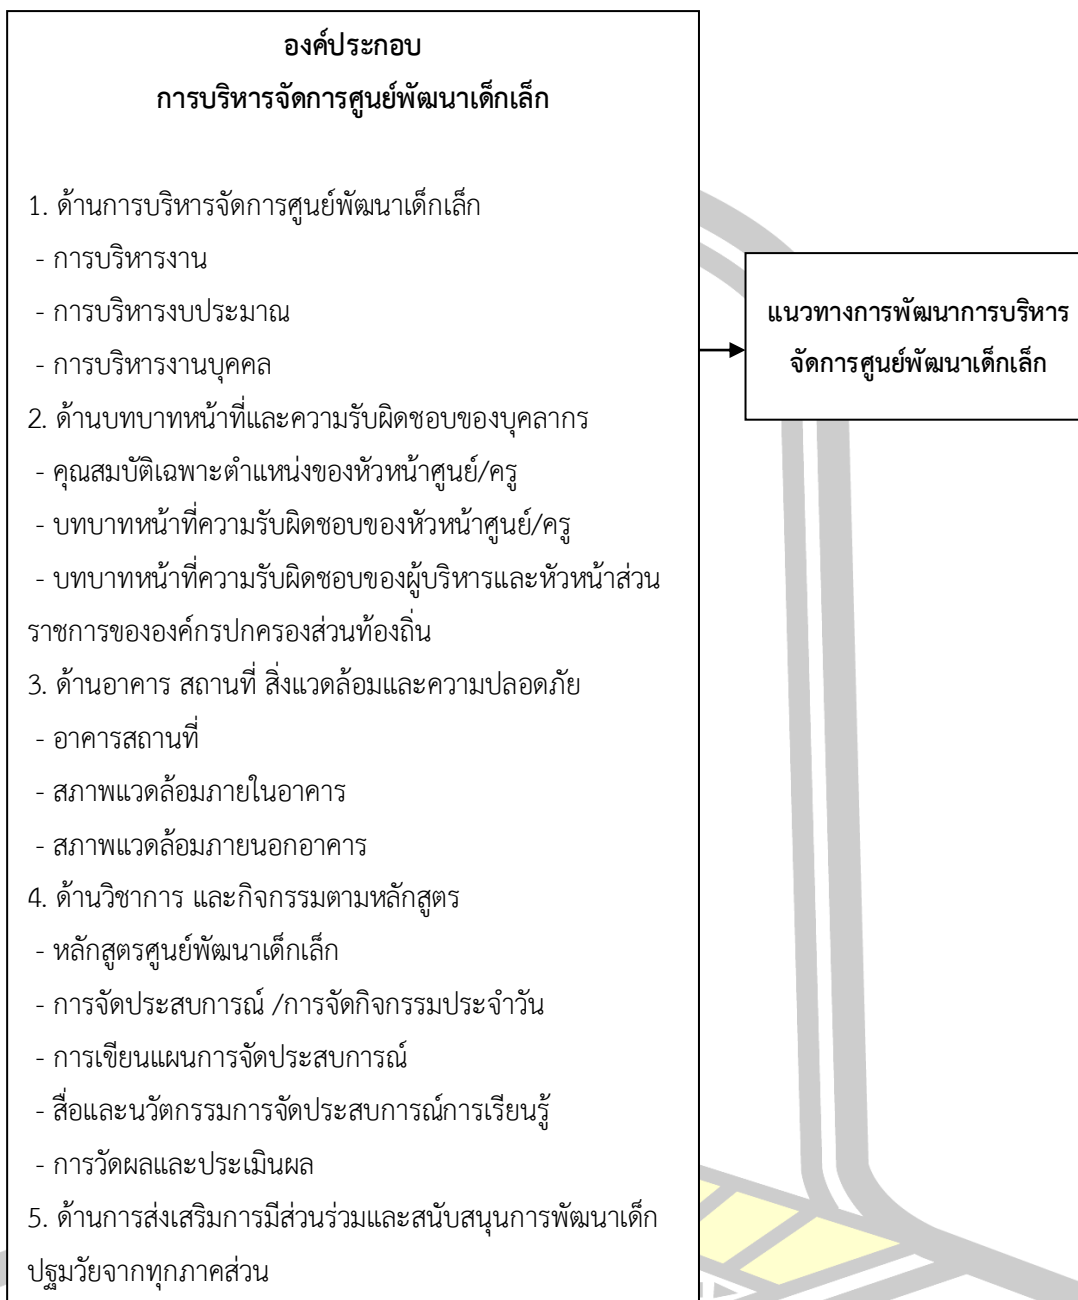 องค์ประกอบ
การบริหารจัดการศูนย์พัฒนาเด็กเล็ก
1. ด้านการบริหารจัดการศูนย์พัฒนาเด็กเล็ก
- การบริหารงาน
- การบริหารงบประมาณ
- การบริหารงานบุคคล
2. ด้านบทบาทหน้าที่และความรับผิดชอบของบุคลากร
- คุณสมบัติเฉพาะตำแหน่งของหัวหน้าศูนย์/ครู
- บทบาทหน้าที่ความรับผิดชอบของหัวหน้าศูนย์/ครู
- บทบาทหน้าที่ความรับผิดชอบของผู้บริหารและหัวหน้าส่วน
ราชการขององค์กรปกครองส่วนท้องถิ่น
3. ด้านอาคาร สถานที่ สิ่งแวดล้อมและความปลอดภัย
- อาคารสถานที่
- สภาพแวดล้อมภายในอาคาร
- สภาพแวดล้อมภายนอกอาคาร
4. ด้านวิชาการ และกิจกรรมตามหลักสูตร
- หลักสูตรศูนย์พัฒนาเด็กเล็ก
- การจัดประสบการณ์ /การจัดกิจกรรมประจำวัน
- การเขียนแผนการจัดประสบการณ์
- สื่อและนวัตกรรมการจัดประสบการณ์การเรียนรู้
- การวัดผลและประเมินผล
5. ด้านการส่งเสริมการมีส่วนร่วมและสนับสนุนการพัฒนาเด็ก
ปฐมวัยจากทุกภาคส่วน
แนวทางการพัฒนาการบริหาร
จัดการศูนย์พัฒนาเด็กเล็ก